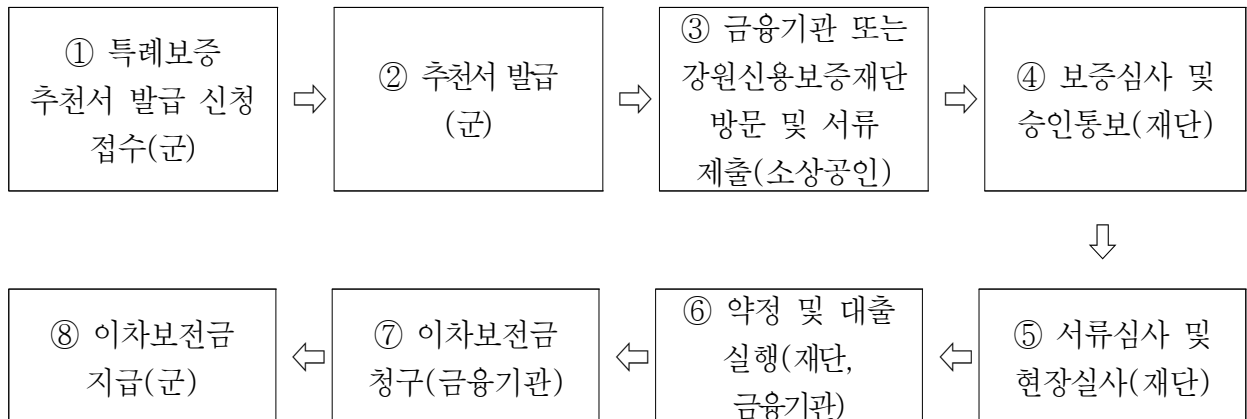 ① 특례보증
추천서 발급 신청
접수(군)
② 추천서 발급
(군)
③ 금융기관 또는
강원신용보증재단
방문 및 서류
제출(소상공인)
④ 보증심사 및
승인통보(재단)
⑤ 서류심사 및
현장실사(재단)
⑥ 약정 및 대출
실행(재단,
금융기관)
⑦ 이차보전금
청구(금융기관)
⑧ 이차보전금
지급(군)